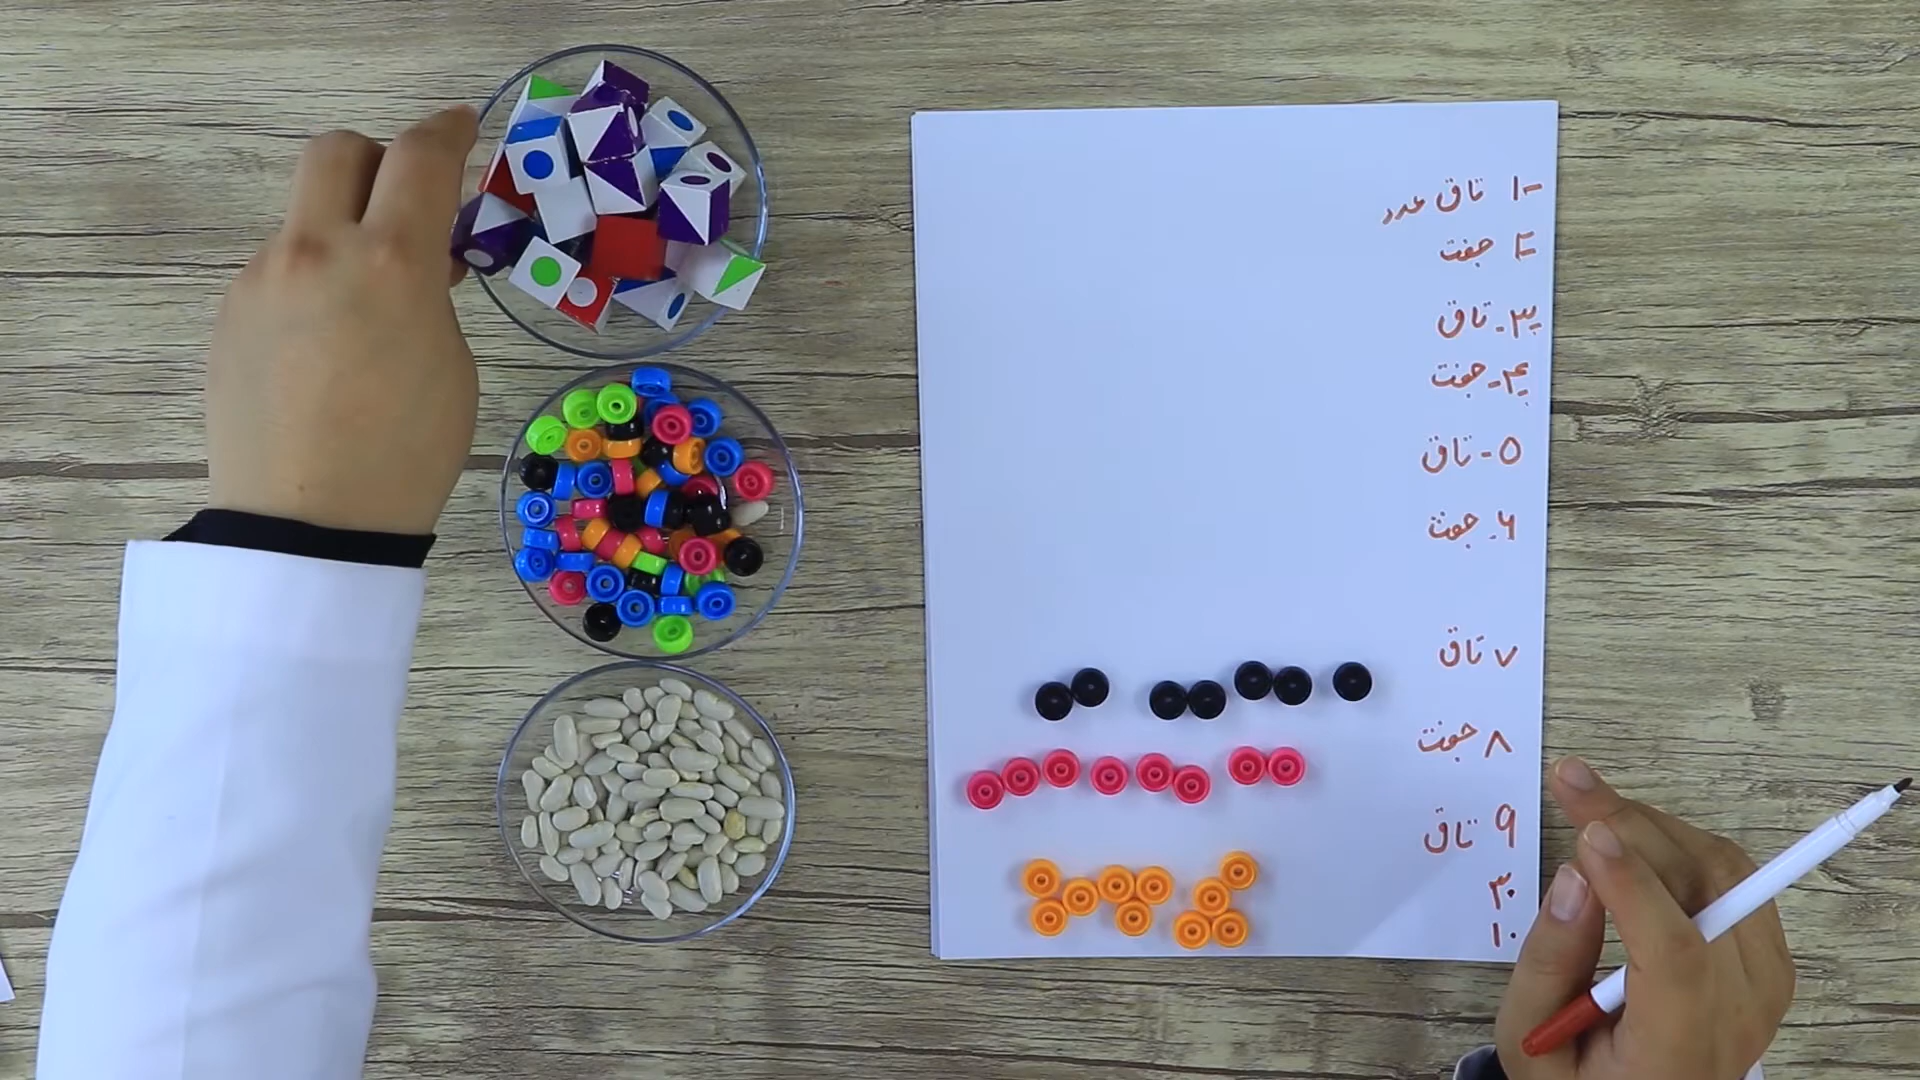 ۱- تاق عدد
۲- جفت
۳- تاق
۴- جفت
۵- تاق
۶- جفت
۷ تاق
۸ جفت
۹ تاق
۳۰
۱۰